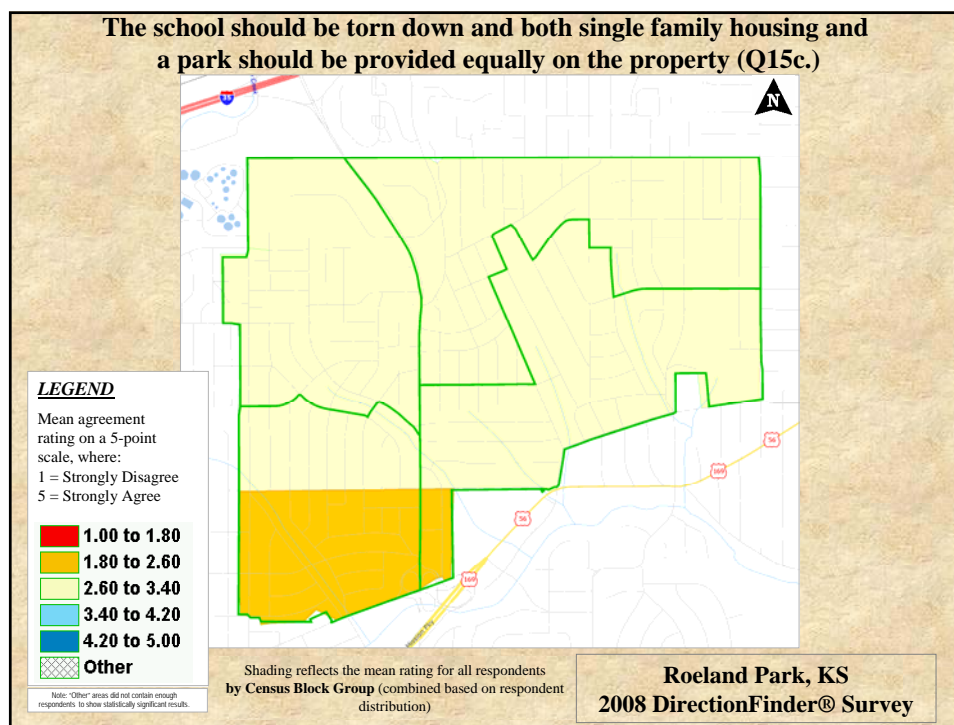 The school should be torn down and both single family housing and
a park should be provided equally on the property (Q15c.)
35
N
LEGEND
Mean agreement
rating on a 5-point
scale, where:
1 = Strongly Disagree
5 = Strongly Agree
1.00 to 1.80
1.80 to 2.60
2.60 to 3.40
3.40 to 4.20
4.20 to 5.00
Other
Note: "Other" areas did not contain enough
respondents to show statistically significant results.
56
169
56
169
Shading reflects the mean rating for all respondents
by Census Block Group (combined based on respondent
distribution)
Roeland Park, KS
2008 DirectionFinder® Survey